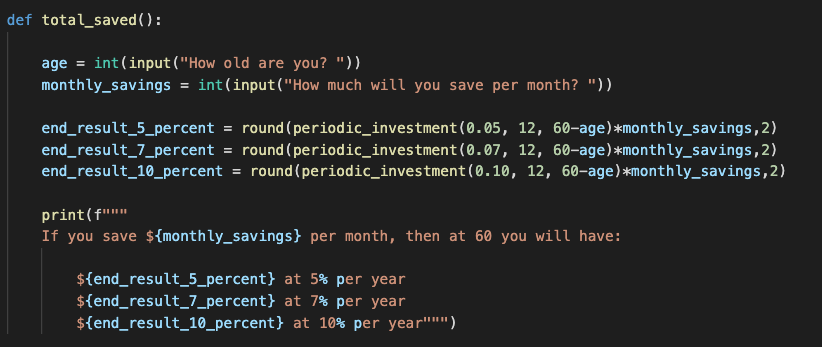 def total_saved():
age = int(input("How old are you? "))
monthly_savings = int(input("How much will you save per month? "))
end_result_5_percent = round(periodic_investment(0.05, 12, 60-age)*monthly_savings,2)
end_result_7_percent = round(periodic_investment(0.07, 12, 60-age)*monthly_savings,2)
end_result_10_percent = round(periodic_investment(0.10, 12, 60-age)*monthly_savings,2)
print(f"""
If you save ${monthly_savings} per month, then at 60 you will have:
${end_result_5_percent} at 5% per year
${end_result_7_percent} at 7% per year
${end_result_10_percent} at 10% per year""")